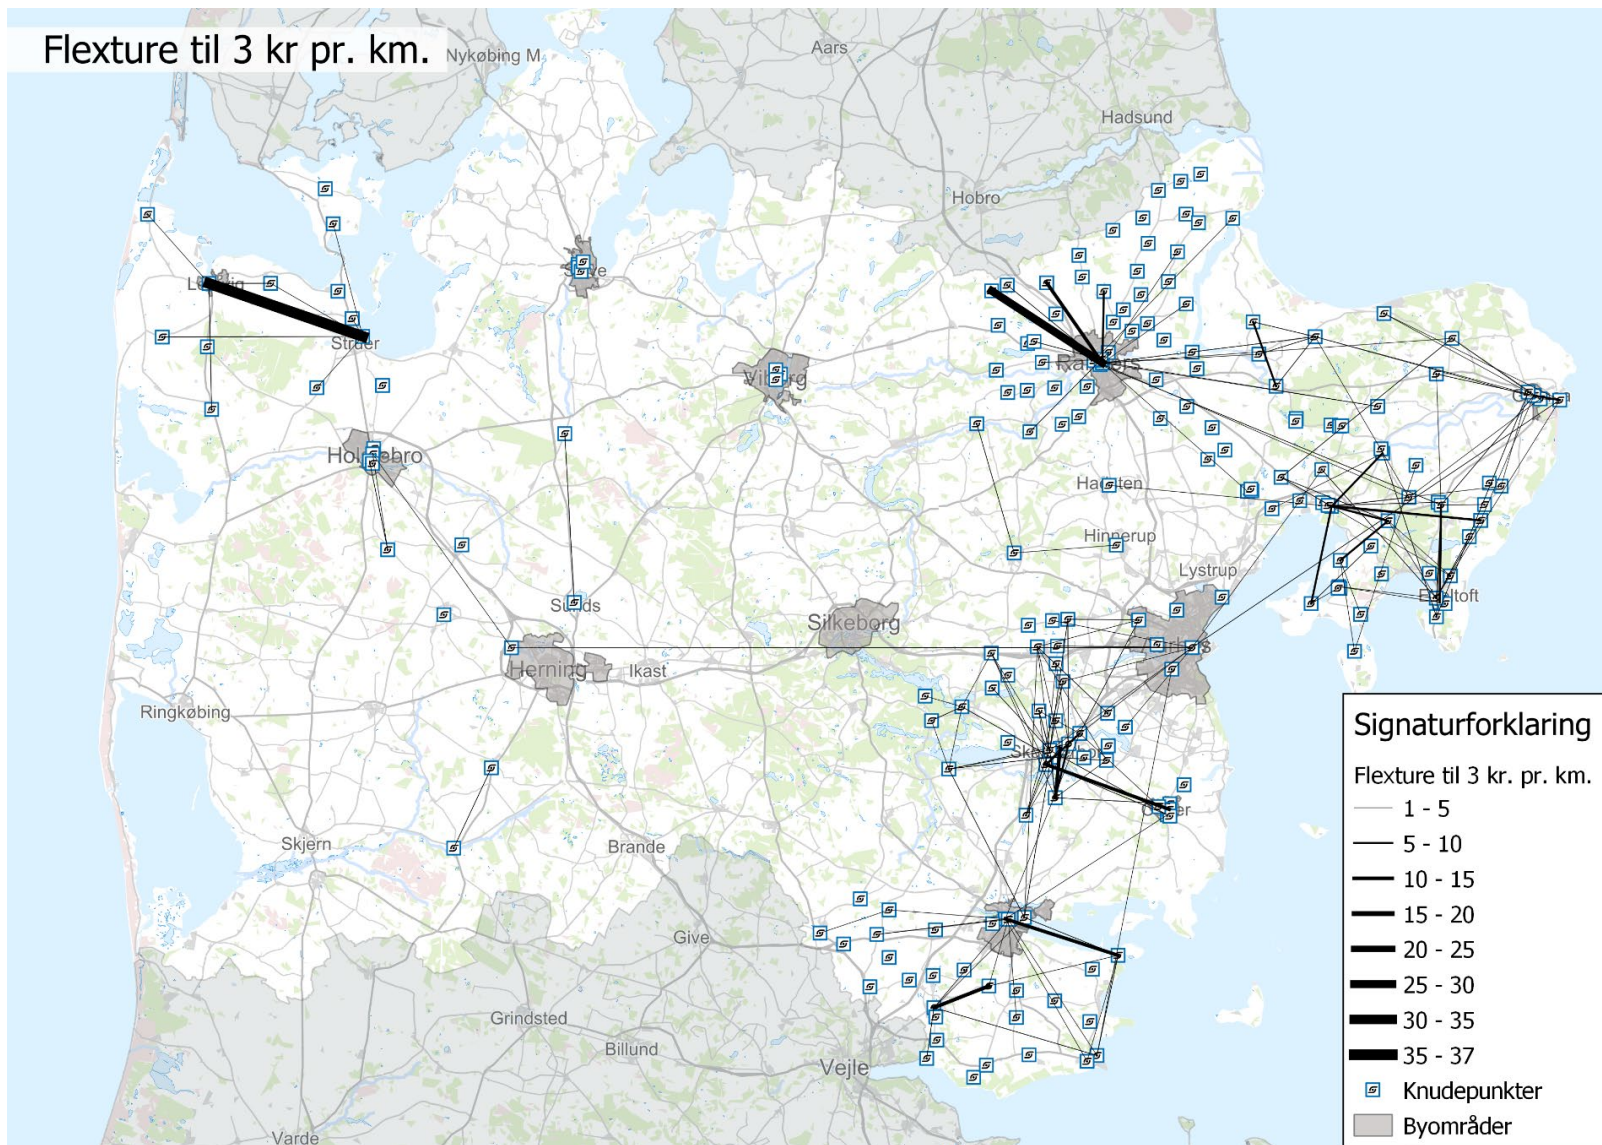 Flexture til 3 kr pr. km.
Nykøbing M
Aars
Hadsund
Hobro
Struer
Viborg
Holstebro
Hadsten
Hinnerup
Lystrup
Ebeltoft
Sunds
Silkeborg
Aarhus
Herning
Ikast
Ringkøbing
Skjern
Brande
Give
Grindsted
Billund
Vejle
Varde
Signaturforklaring
Flexture til 3 kr. pr. km.
1 - 5
5 - 10
10 - 15
15 - 20
20 - 25
25 - 30
30 - 35
35 - 37
Knudepunkter
Byområder